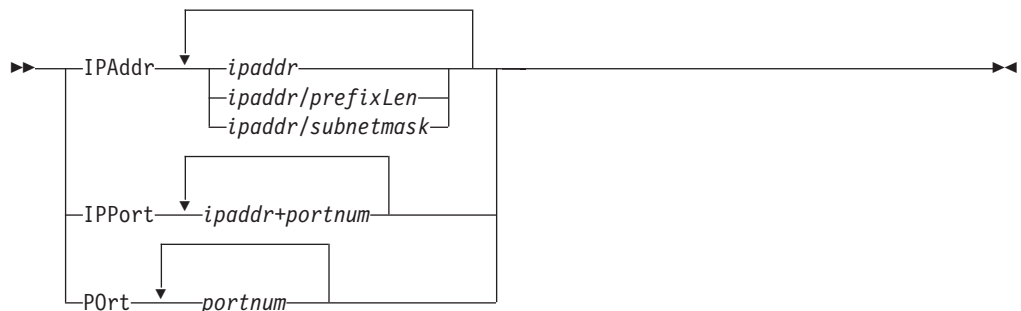 IPAddr ipaddr
ipaddr/prefixLen
ipaddr/subnetmask
IPPort ipaddr+portnum
POrt portnum